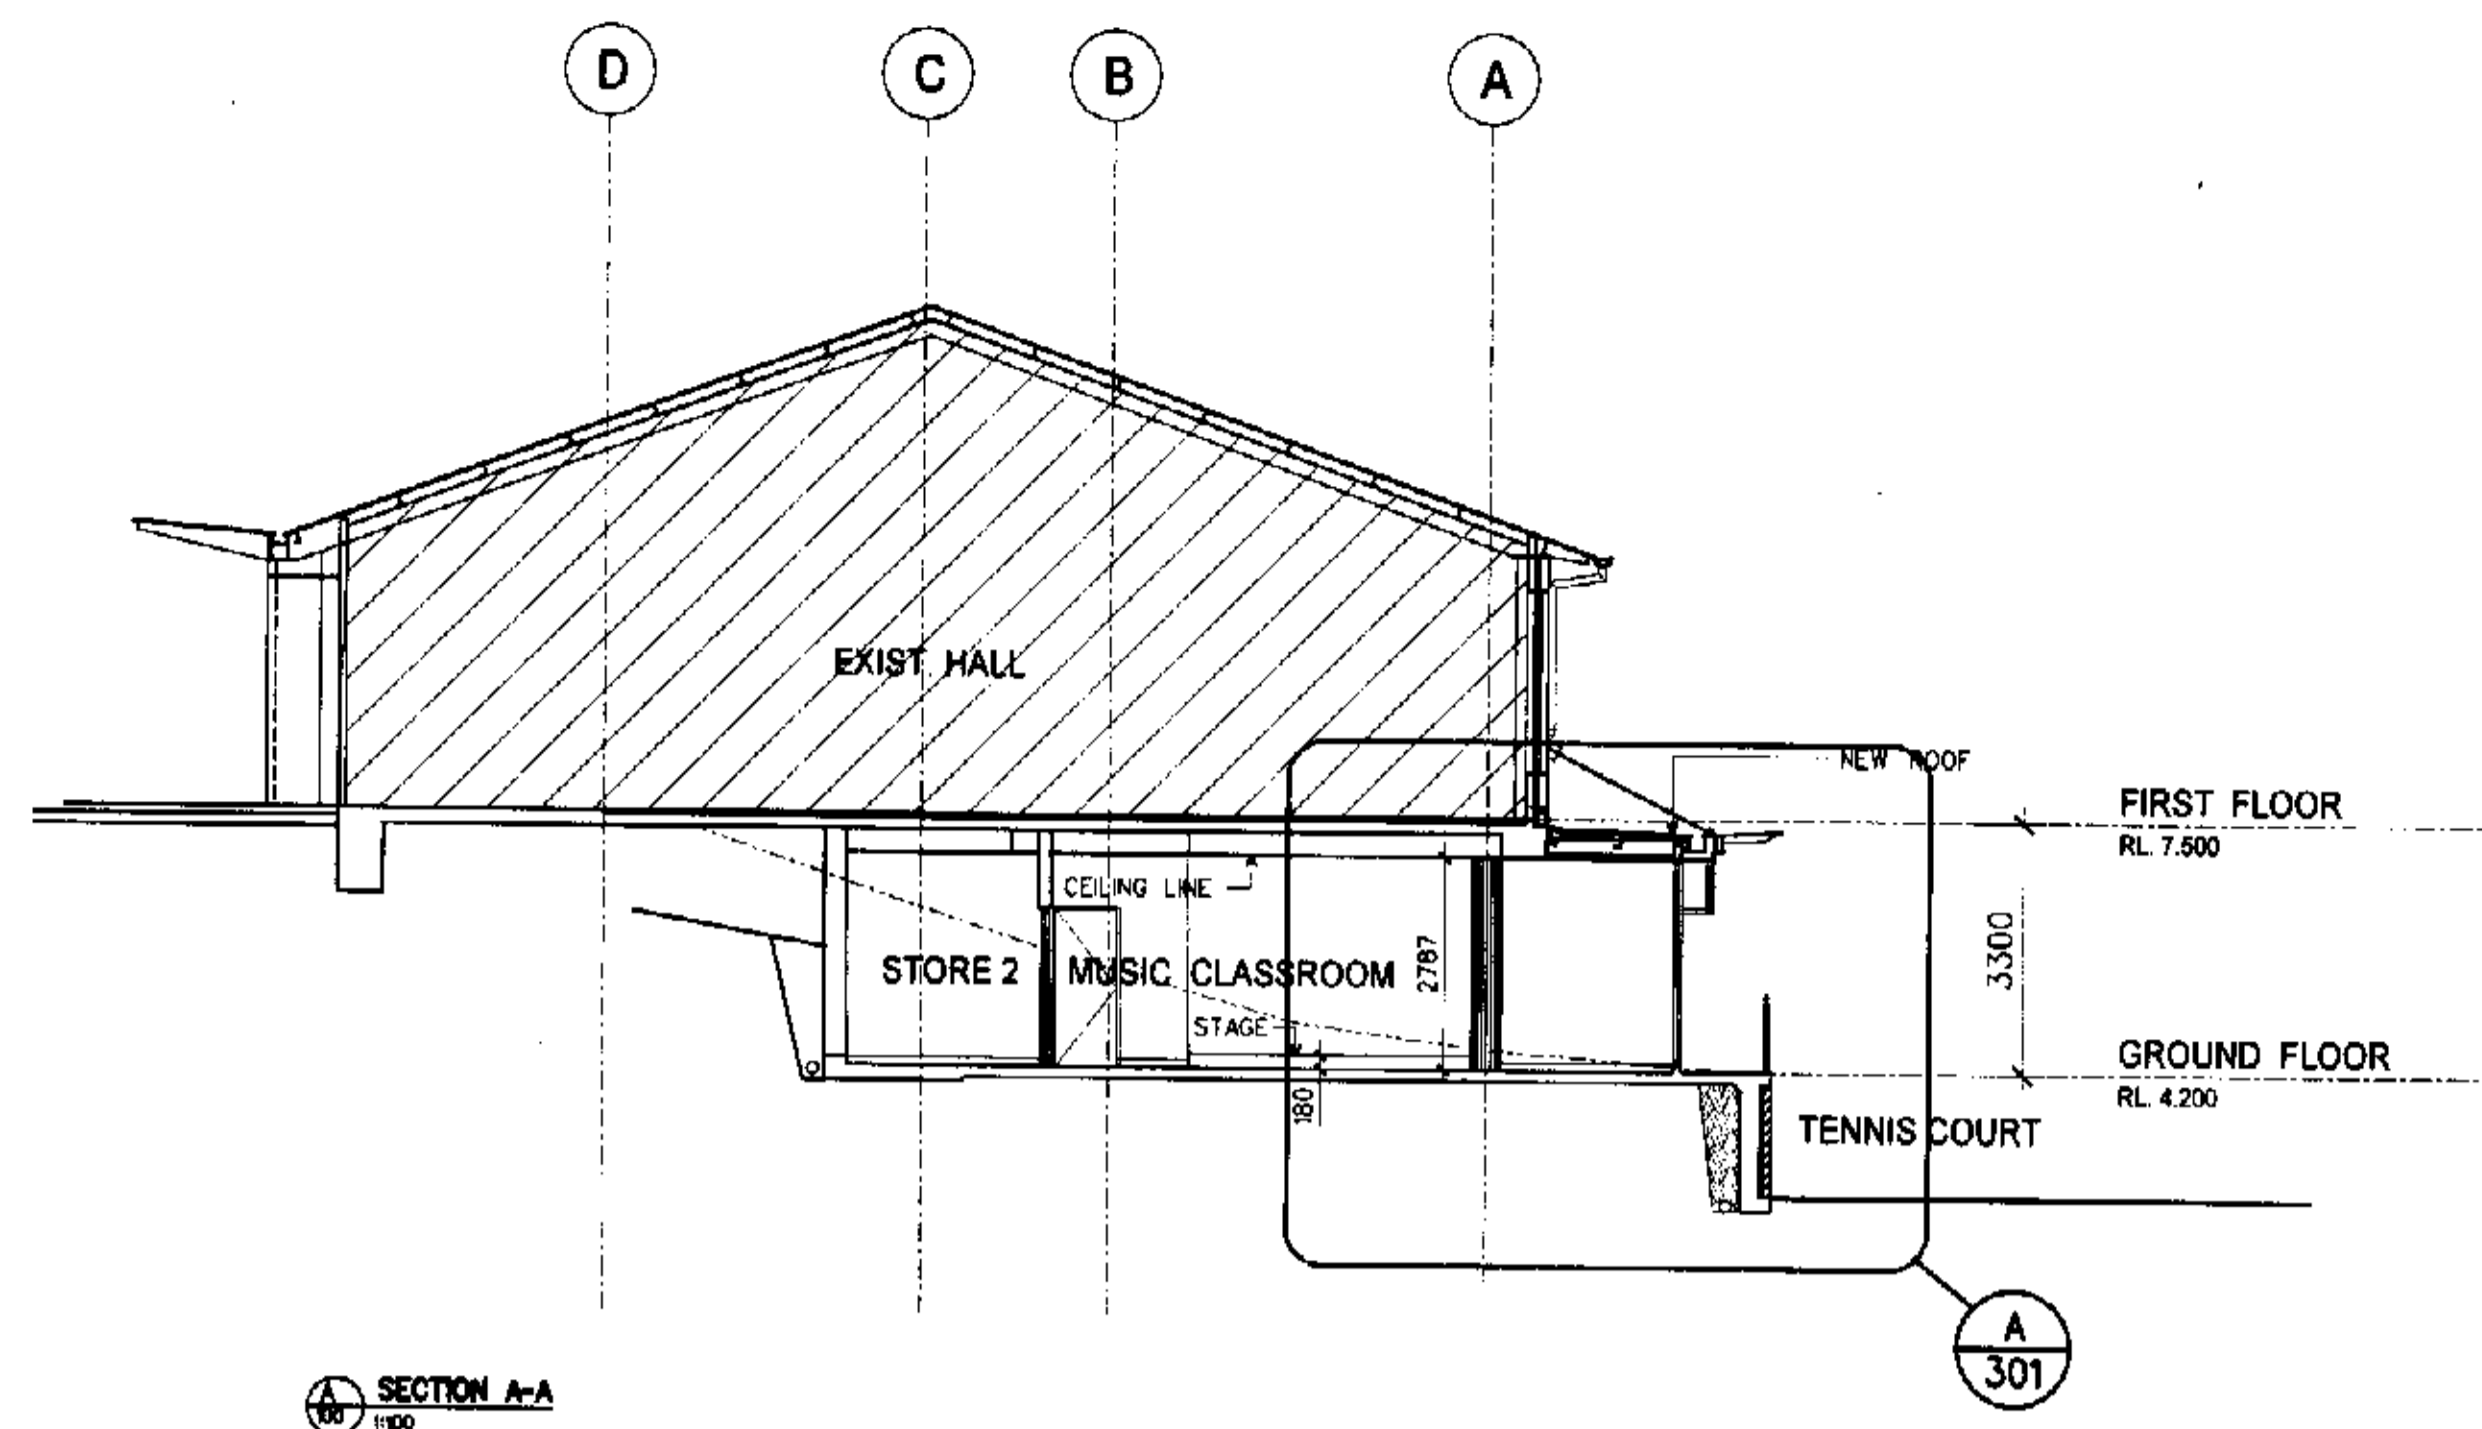 D C B A
EXIST HALL
NEW ROOF
FIRST FLOOR
RL. 7.500
CEILING LINE
3300
2787
STORE 2 MUSIC CLASSROOM
STAGE
GROUND FLOOR
RL. 4.200
180
TENNIS COURT
A
301
A
100
SECTION A-A
1:100